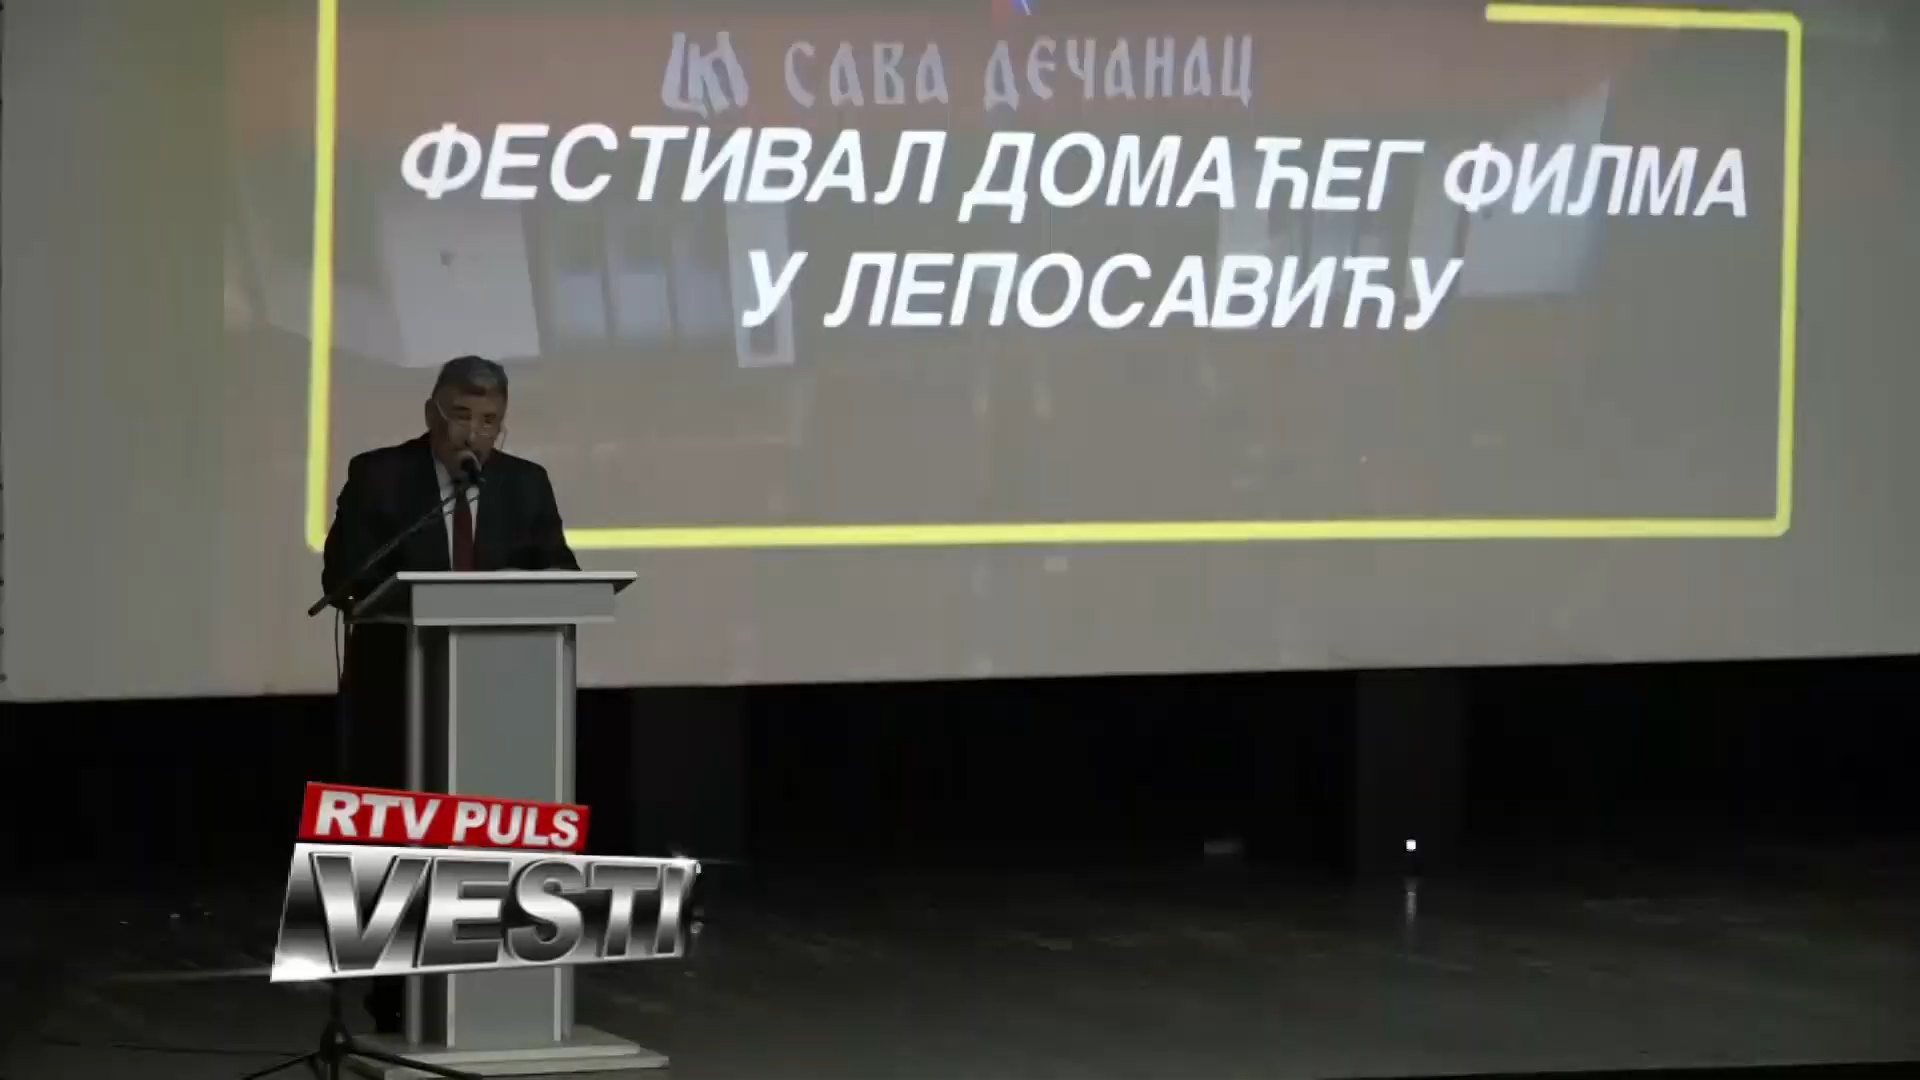 ЦК САВА ДЕЧАНАЦ
ФЕСТИВАЛ ДОМАЋЕГ ФИЛМА
У ЛЕПОСАВИЋУ
RTV PULS
VESTI